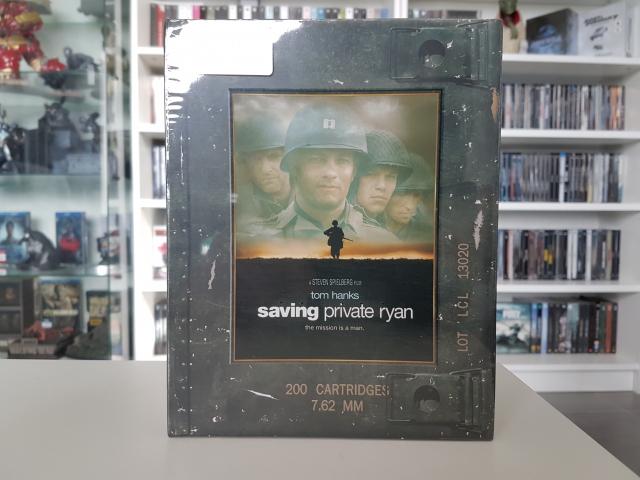 A STEVEN SPIELBERG FILM
tom hanks
saving private ryan
the mission is a man.
200 CARTRIDGES
7.62 MM
LOT LCL 13020